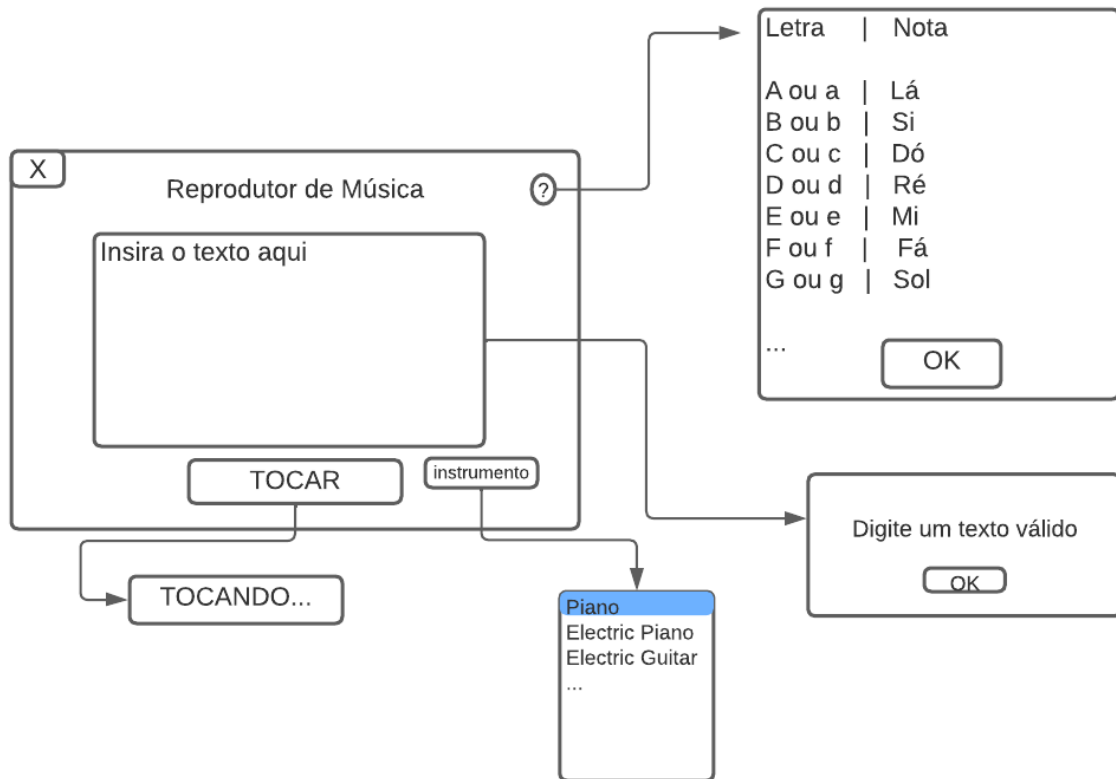 X
Reprodutor de Música
?
Insira o texto aqui
TOCAR
instrumento
TOCANDO...
Piano
Electric Piano
Electric Guitar
...
Letra | Nota
A ou a | Lá
B ou b | Si
C ou c | Dó
D ou d | Ré
E ou e | Mi
F ou f | Fá
G ou g | Sol
...
OK
Digite um texto válido
OK